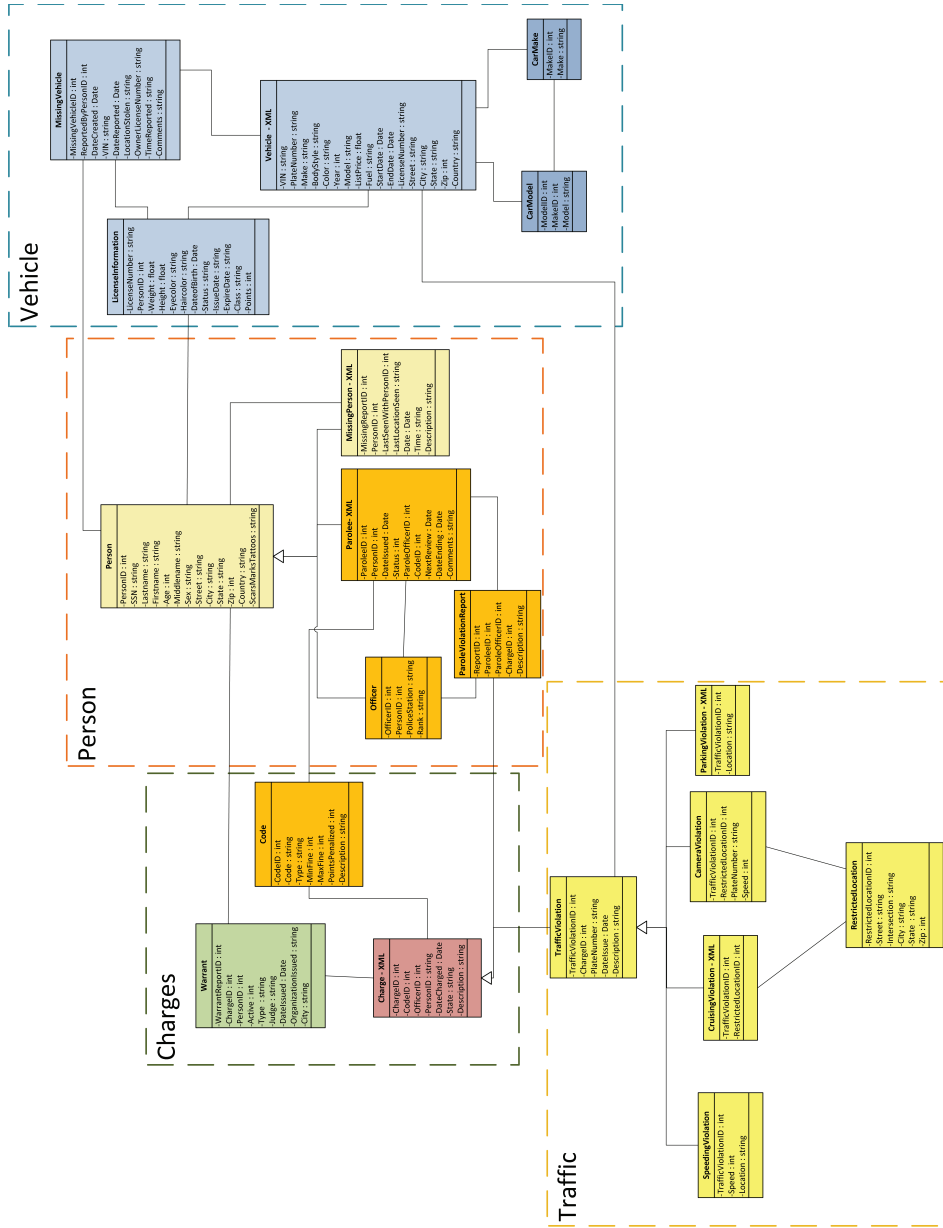 Vehicle
MissingVehicle
-MissingVehicleID : int
-ReportedByPersonID : int
-DateCreated : Date
-VIN : string
-DateReported : Date
-LocationStolen : string
-OwnerLicenseNumber : string
-TimeReported : string
-Comments : string
Vehicle - XML
-VIN : string
-PlateNumber : string
-Make : string
-BodyStyle : string
-Color : string
-Year : int
-Model : string
-ListPrice : float
-Fuel : string
-StartDate : Date
-EndDate : Date
-LicenseNumber : string
-Street : string
-City : string
-State : string
-Zip : int
-Country : string
CarMake
-MakeID : int
-Make : string
LicenseInformation
-LicenseNumber : string
-PersonID : int
-Weight : float
-Height : float
-Eyecolor : string
-Haircolor : string
-DateofBirth : Date
-Status : string
-IssueDate : string
-ExpireDate : string
-Class : string
-Points : int
CarModel
-ModelID : int
-MakeID : int
-Model : string
Person
Person
-PersonID : int
-SSN : string
-Lastname : string
-Firstname : string
-Age : int
-Middlename : string
-Sex : string
-Street : string
-City : string
-State : string
-Zip : int
-Country : string
-ScarsMarksTattoos : string
MissingPerson - XML
-MissingReportID : int
-PersonID : int
-LastSeenWithPersonID : int
-LastLocationSeen : string
-Date : Date
-Time : string
-Description : string
Parolee- XML
-ParoleeID : int
-PersonID : int
-DateIssued : Date
-Status : int
-ParoleOfficerID : int
-CodeID : int
-NextReview : Date
-DateEnding : Date
-Comments : string
Officer
-OfficerID : int
-PersonID : int
-PoliceStation : string
-Rank : string
ParoleViolationReport
-ReportID : int
-ParoleeID : int
-ParoleOfficerID : int
-ChargeID : int
-Description : string
Charges
Warrant
-WarrantReportID : int
-ChargeID : int
-PersonID : int
-Active : int
-Type : string
-Judge : string
-DateIssued : Date
-OrganizationIssued : string
-City : string
Code
-CodeID : int
-Code : string
-Type : string
-MinFine : int
-MaxFine : int
-PointsPenalized : int
-Description : string
Charge - XML
-ChargeID : int
-CodeID : int
-OfficerID : int
-PersonID : string
-DateCharged : Date
-State : string
-Description : string
Traffic
TrafficViolation
-TrafficViolationID : int
-ChargeID : int
-PlateNumber : string
-DateIssue : Date
-Description : string
SpeedingViolation
-TrafficViolationID : int
-Speed : int
-Location : string
CruisingViolation - XML
-TrafficViolationID : int
-RestrictedLocationID : int
CameraViolation
-TrafficViolationID : int
-RestrictedLocationID : int
-PlateNumber : string
-Speed : int
ParkingViolation - XML
-TrafficViolationID : int
-Location : string
RestrictedLocation
-RestrictedLocationID : int
-Street : string
-Intersection : string
-City : string
-State : string
-Zip : int